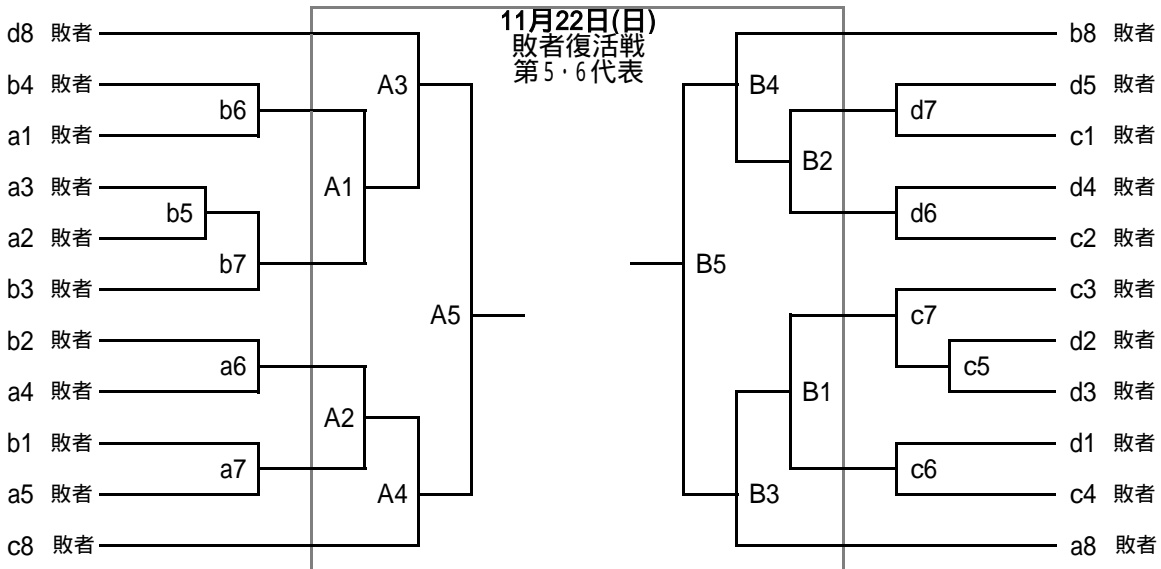 11月22日(日)
敗者復活戦
第5・6代表
d8 敗者
b4 敗者
a1 敗者
a3 敗者
a2 敗者
b3 敗者
b2 敗者
a4 敗者
b1 敗者
a5 敗者
c8 敗者
b6
b5
b7
a6
a7
A3
A1
A2
A4
A5
B4
B2
B5
B1
B3
d7
d6
c7
c5
c6
b8 敗者
d5 敗者
c1 敗者
d4 敗者
c2 敗者
c3 敗者
d2 敗者
d3 敗者
d1 敗者
c4 敗者
a8 敗者